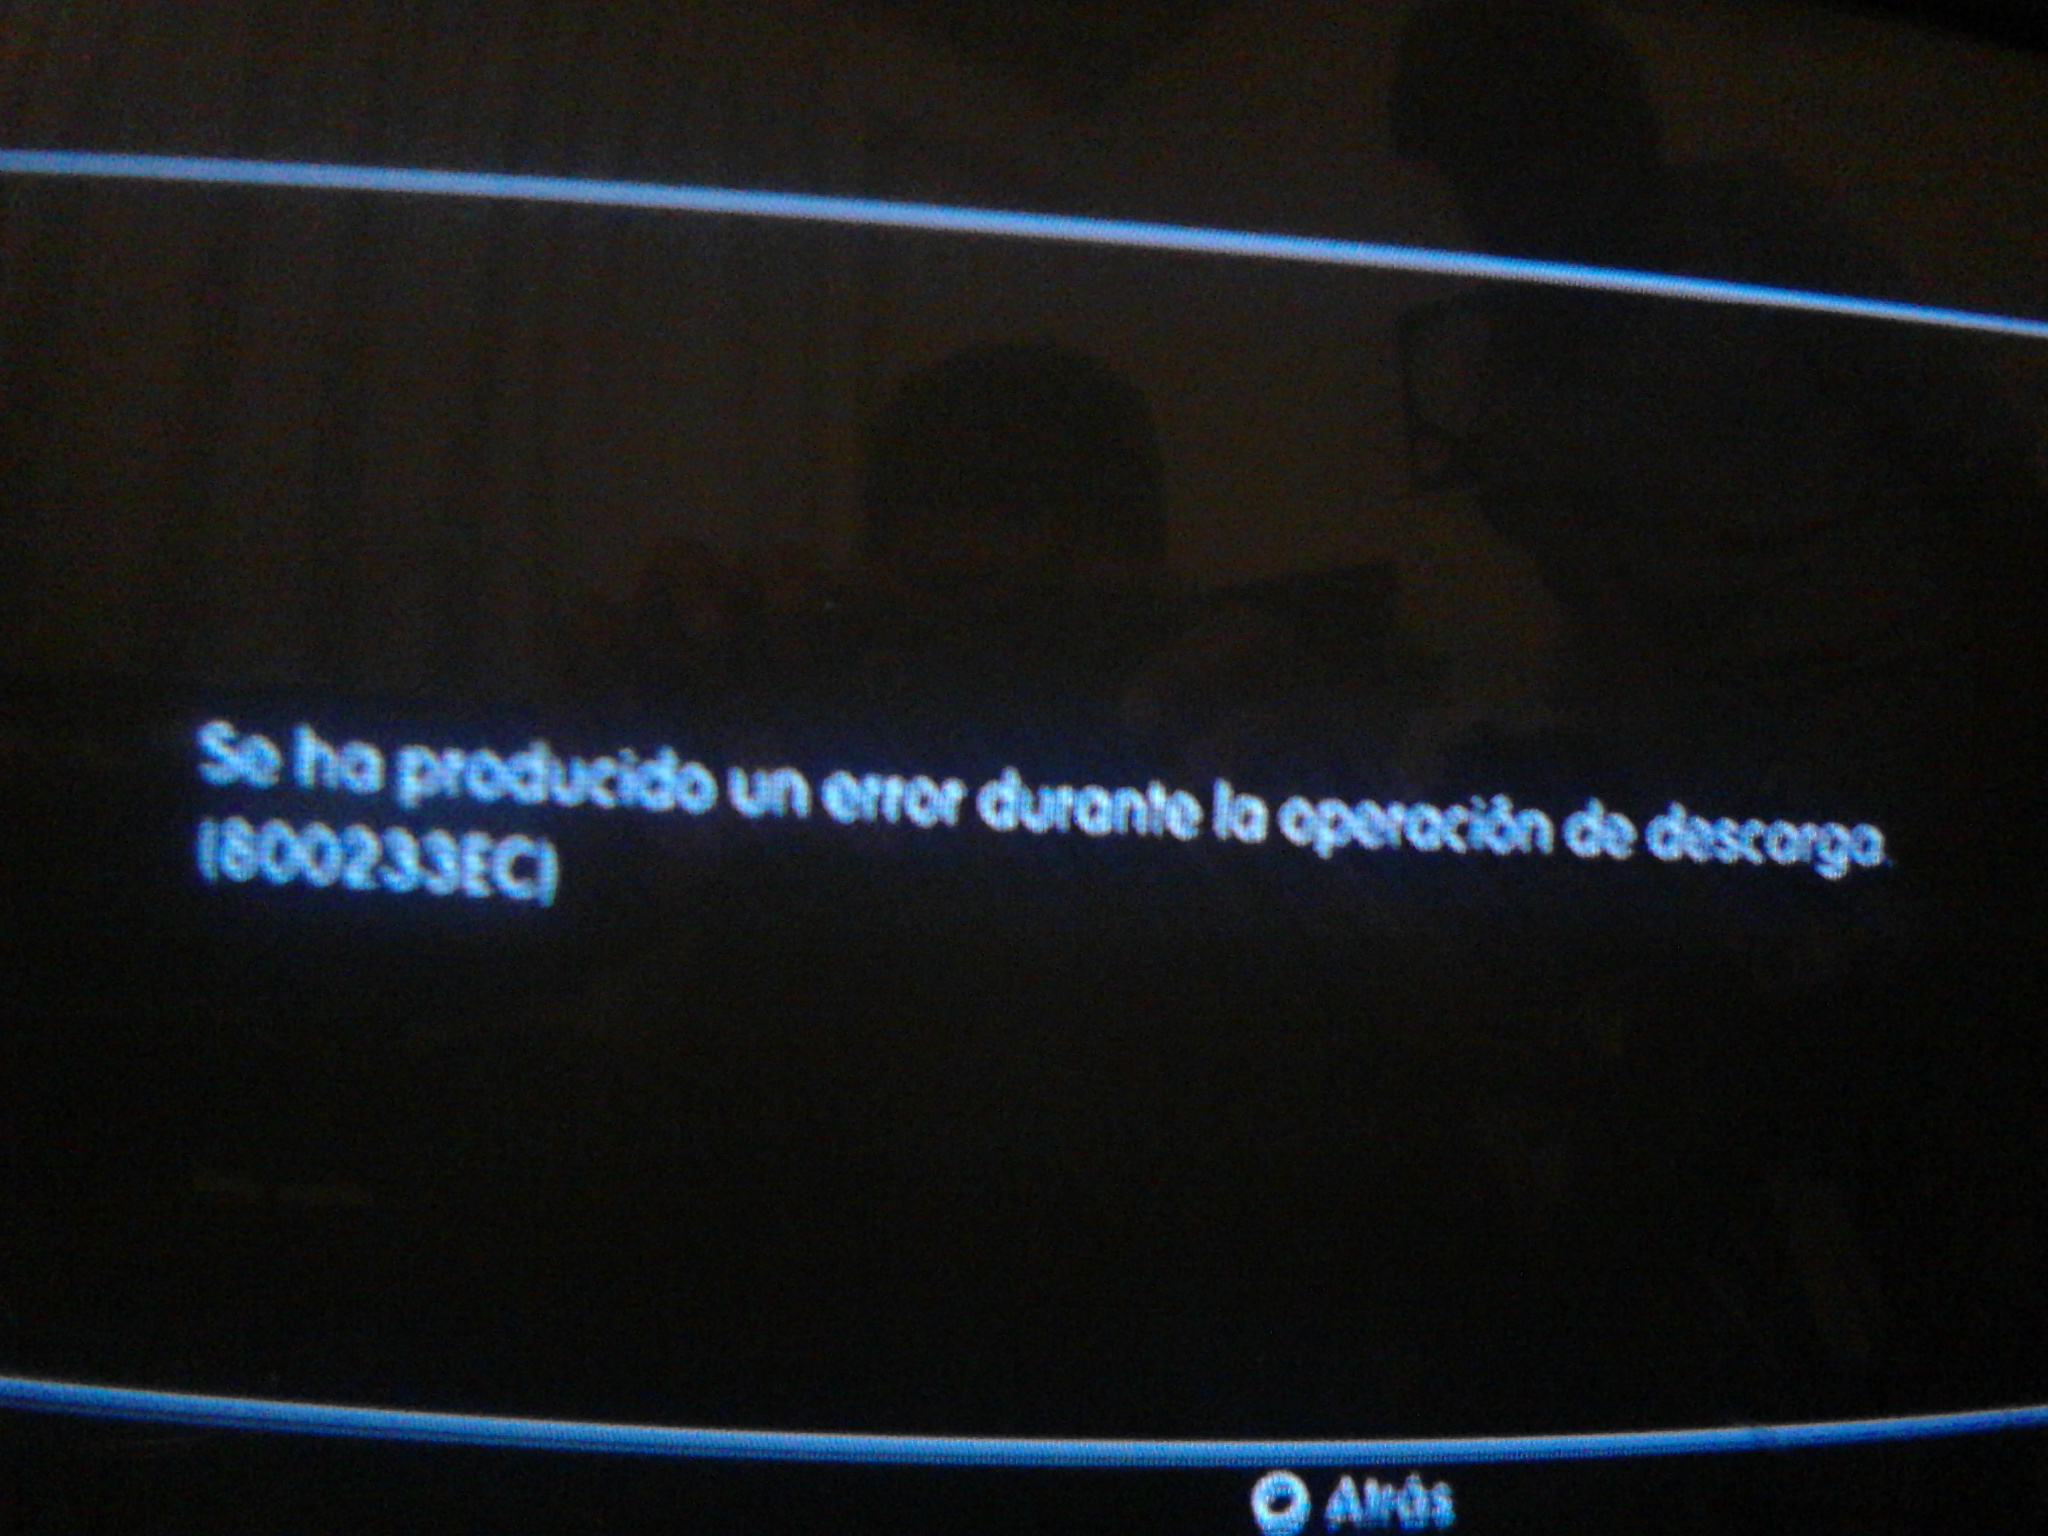 Se ha producido un error durante la operación de descarga.
(800233EC)
Atrás